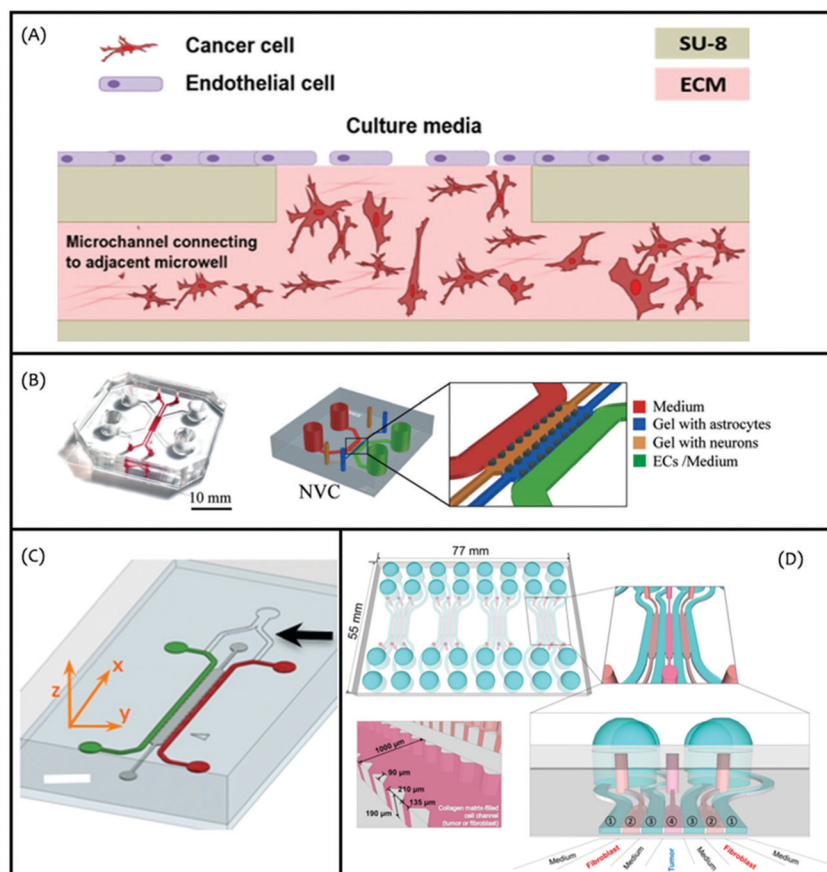 (A)
Cancer cell
SU-8
Endothelial cell
ECM
Culture media
Microchannel connecting
to adjacent microwell
(B)
10 mm
NVC
Medium
Gel with astrocytes
Gel with neurons
ECs /Medium
(C)
z
x
y
(D)
77 mm
55 mm
1000 µm
90 µm
210 µm
135 µm
190 µm
Collagen matrix-filled
cell channel
(tumor or fibroblast)
① ② ③ ④ ③ ② ①
Medium
Fibroblast
Medium
Tumor
Medium
Fibroblast
Medium